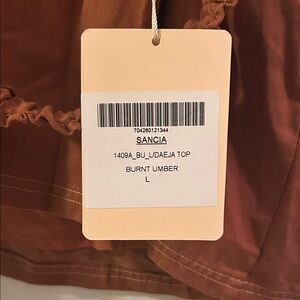 704260121344
SANCIA
1409A_BU_L/DAEJA TOP
BURNT UMBER
L